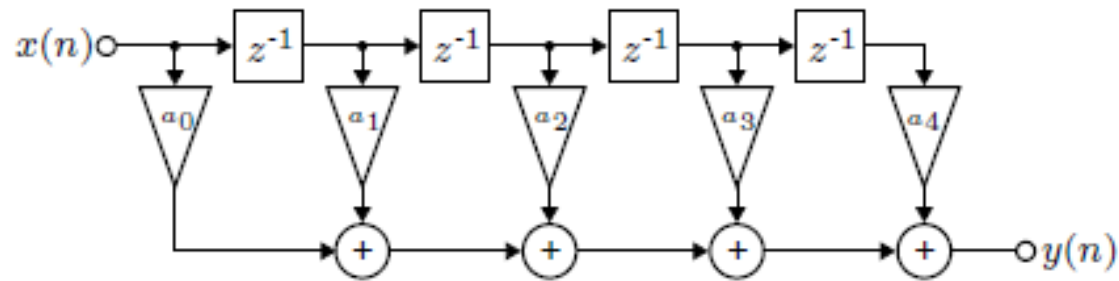 x(n) z⁻¹ z⁻¹ z⁻¹ z⁻¹
a₀ a₁ a₂ a₃ a₄
+ + + + y(n)